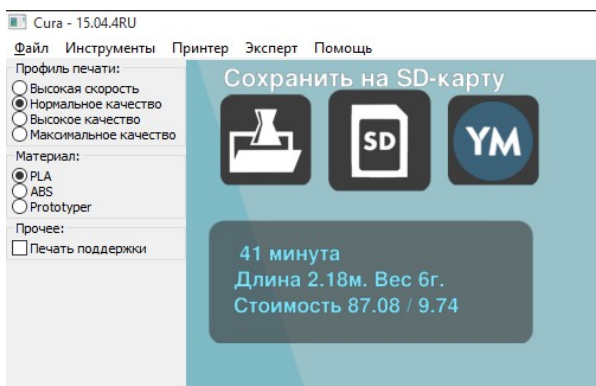 Cura - 15.04.4RU
Файл Инструменты Принтер Эксперт Помощь
Профиль печати:
Высокая скорость
Нормальное качество
Высокое качество
Максимальное качество
Материал:
PLA
ABS
Prototyper
Прочее:
Печать поддержки
Сохранить на SD-карту
SD
YM
41 минута
Длина 2.18м. Вес 6г.
Стоимость 87.08 / 9.74